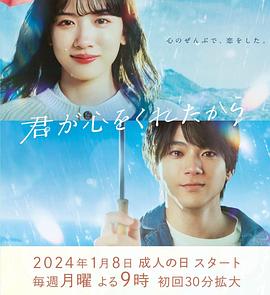 心のぜんぶで、恋をした。
君が心をくれたから
2024年1月8日 成人の日 スタート
毎週月曜 よる9時 初回30分拡大